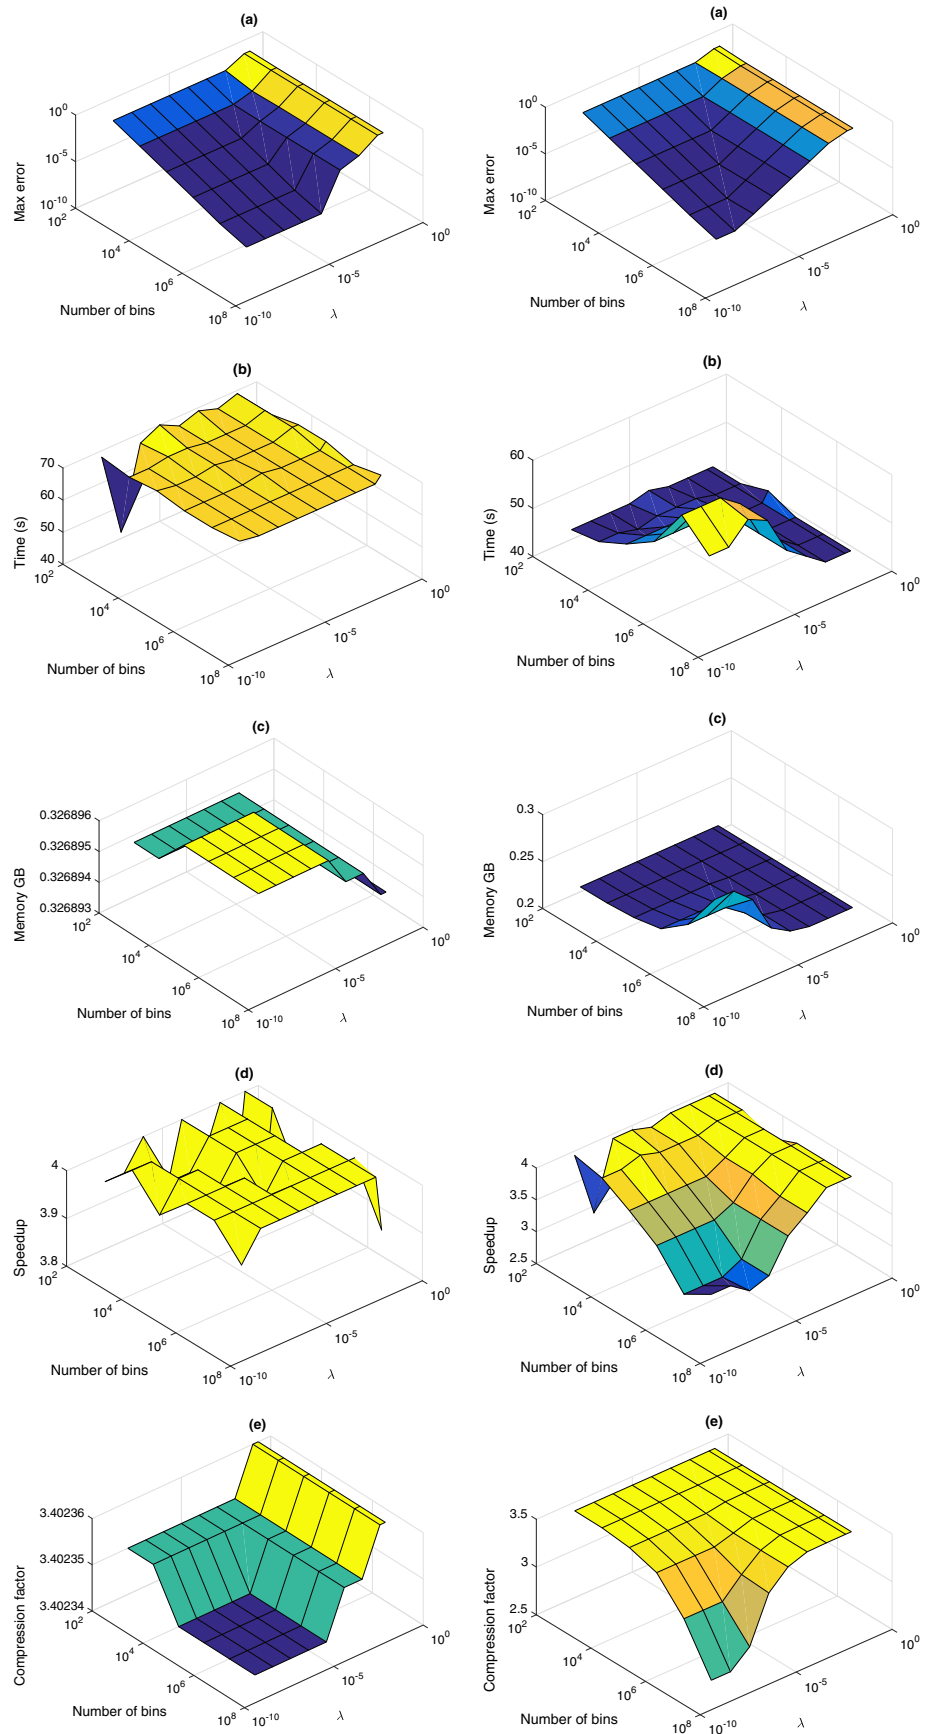 (a)
10^0
10^-5
10^-10
Max error
10^2
10^4
10^6
10^8
Number of bins
10^-10
10^-5
10^0
λ
(a)
10^0
10^-5
10^-10
Max error
10^2
10^4
10^6
10^8
Number of bins
10^-10
10^-5
10^0
λ
(b)
70
60
50
40
Time (s)
10^2
10^4
10^6
10^8
Number of bins
10^-10
10^-5
10^0
λ
(b)
60
50
40
Time (s)
10^2
10^4
10^6
10^8
Number of bins
10^-10
10^-5
10^0
λ
(c)
0.326896
0.326895
0.326894
0.326893
Memory GB
10^2
10^4
10^6
10^8
Number of bins
10^-10
10^-5
10^0
λ
(c)
0.3
0.25
0.2
Memory GB
10^2
10^4
10^6
10^8
Number of bins
10^-10
10^-5
10^0
λ
(d)
4
3.9
3.8
Speedup
10^2
10^4
10^6
10^8
Number of bins
10^-10
10^-5
10^0
λ
(d)
4
3.5
3
2.5
Speedup
10^2
10^4
10^6
10^8
Number of bins
10^-10
10^-5
10^0
λ
(e)
3.40236
3.40235
3.40234
Compression factor
10^2
10^4
10^6
10^8
Number of bins
10^-10
10^-5
10^0
λ
(e)
3.5
3
2.5
Compression factor
10^2
10^4
10^6
10^8
Number of bins
10^-10
10^-5
10^0
λ